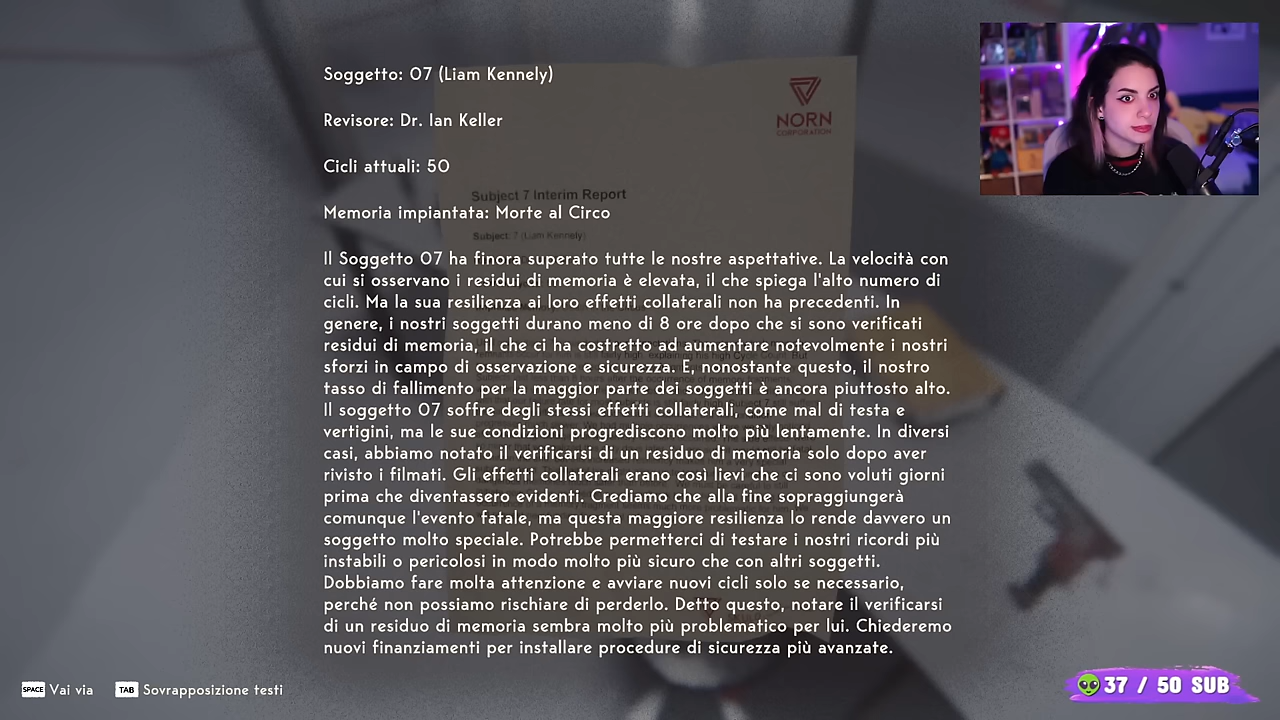 Soggetto: 07 (Liam Kennely)
NORN
CORPORATION
Revisore: Dr. Ian Keller
Cicli attuali: 50
Subject 7 Interim Report
Memoria impiantata: Morte al Circo
Subject: 7 (Liam Kennely)
Il Soggetto 07 ha finora superato tutte le nostre aspettative. La velocità con
cui si osservano i residui di memoria è elevata, il che spiega l'alto numero di
cicli. Ma la sua resilienza ai loro effetti collaterali non ha precedenti. In
genere, i nostri soggetti durano meno di 8 ore dopo che si sono verificati
residui di memoria, il che ci ha costretto ad aumentare notevolmente i nostri
sforzi in campo di osservazione e sicurezza. E, nonostante questo, il nostro
tasso di fallimento per la maggior parte dei soggetti è ancora piuttosto alto.
Il soggetto 07 soffre degli stessi effetti collaterali, come mal di testa e
vertigini, ma le sue condizioni progrediscono molto più lentamente. In diversi
casi, abbiamo notato il verificarsi di un residuo di memoria solo dopo aver
rivisto i filmati. Gli effetti collaterali erano così lievi che ci sono voluti giorni
prima che diventassero evidenti. Crediamo che alla fine sopraggiungerà
comunque l'evento fatale, ma questa maggiore resilienza lo rende davvero un
soggetto molto speciale. Potrebbe permetterci di testare i nostri ricordi più
instabili o pericolosi in modo molto più sicuro che con altri soggetti.
Dobbiamo fare molta attenzione e avviare nuovi cicli solo se necessario,
perché non possiamo rischiare di perderlo. Detto questo, notare il verificarsi
di un residuo di memoria sembra molto più problematico per lui. Chiederemo
nuovi finanziamenti per installare procedure di sicurezza più avanzate.
SPACE Vai via TAB Sovrapposizione testi
37 / 50 SUB